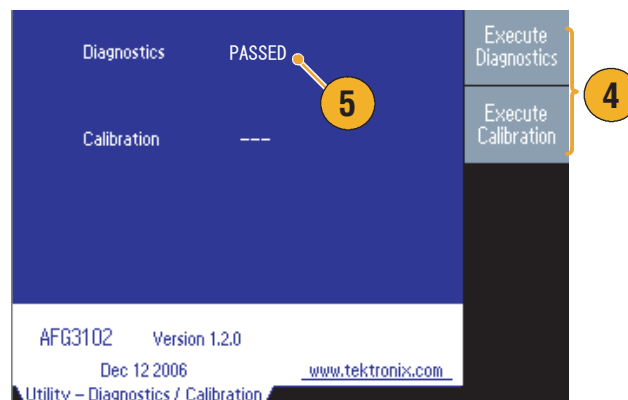 Diagnostics PASSED
5
Calibration ---
Execute Diagnostics
Execute Calibration
4
AFG3102 Version 1.2.0
Dec 12 2006 www.tektronix.com
Utility – Diagnostics / Calibration